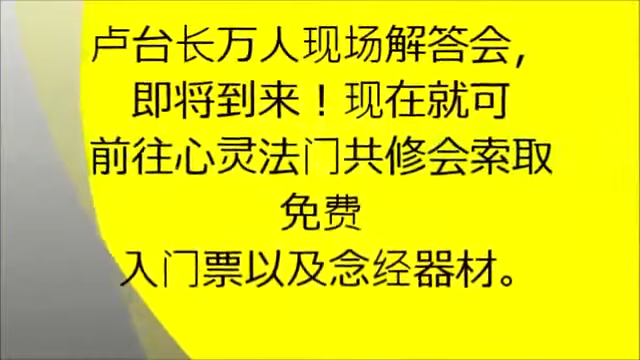 卢台长万人现场解答会，
即将到来！现在就可
前往心灵法门共修会索取
免费
入门票以及念经器材。